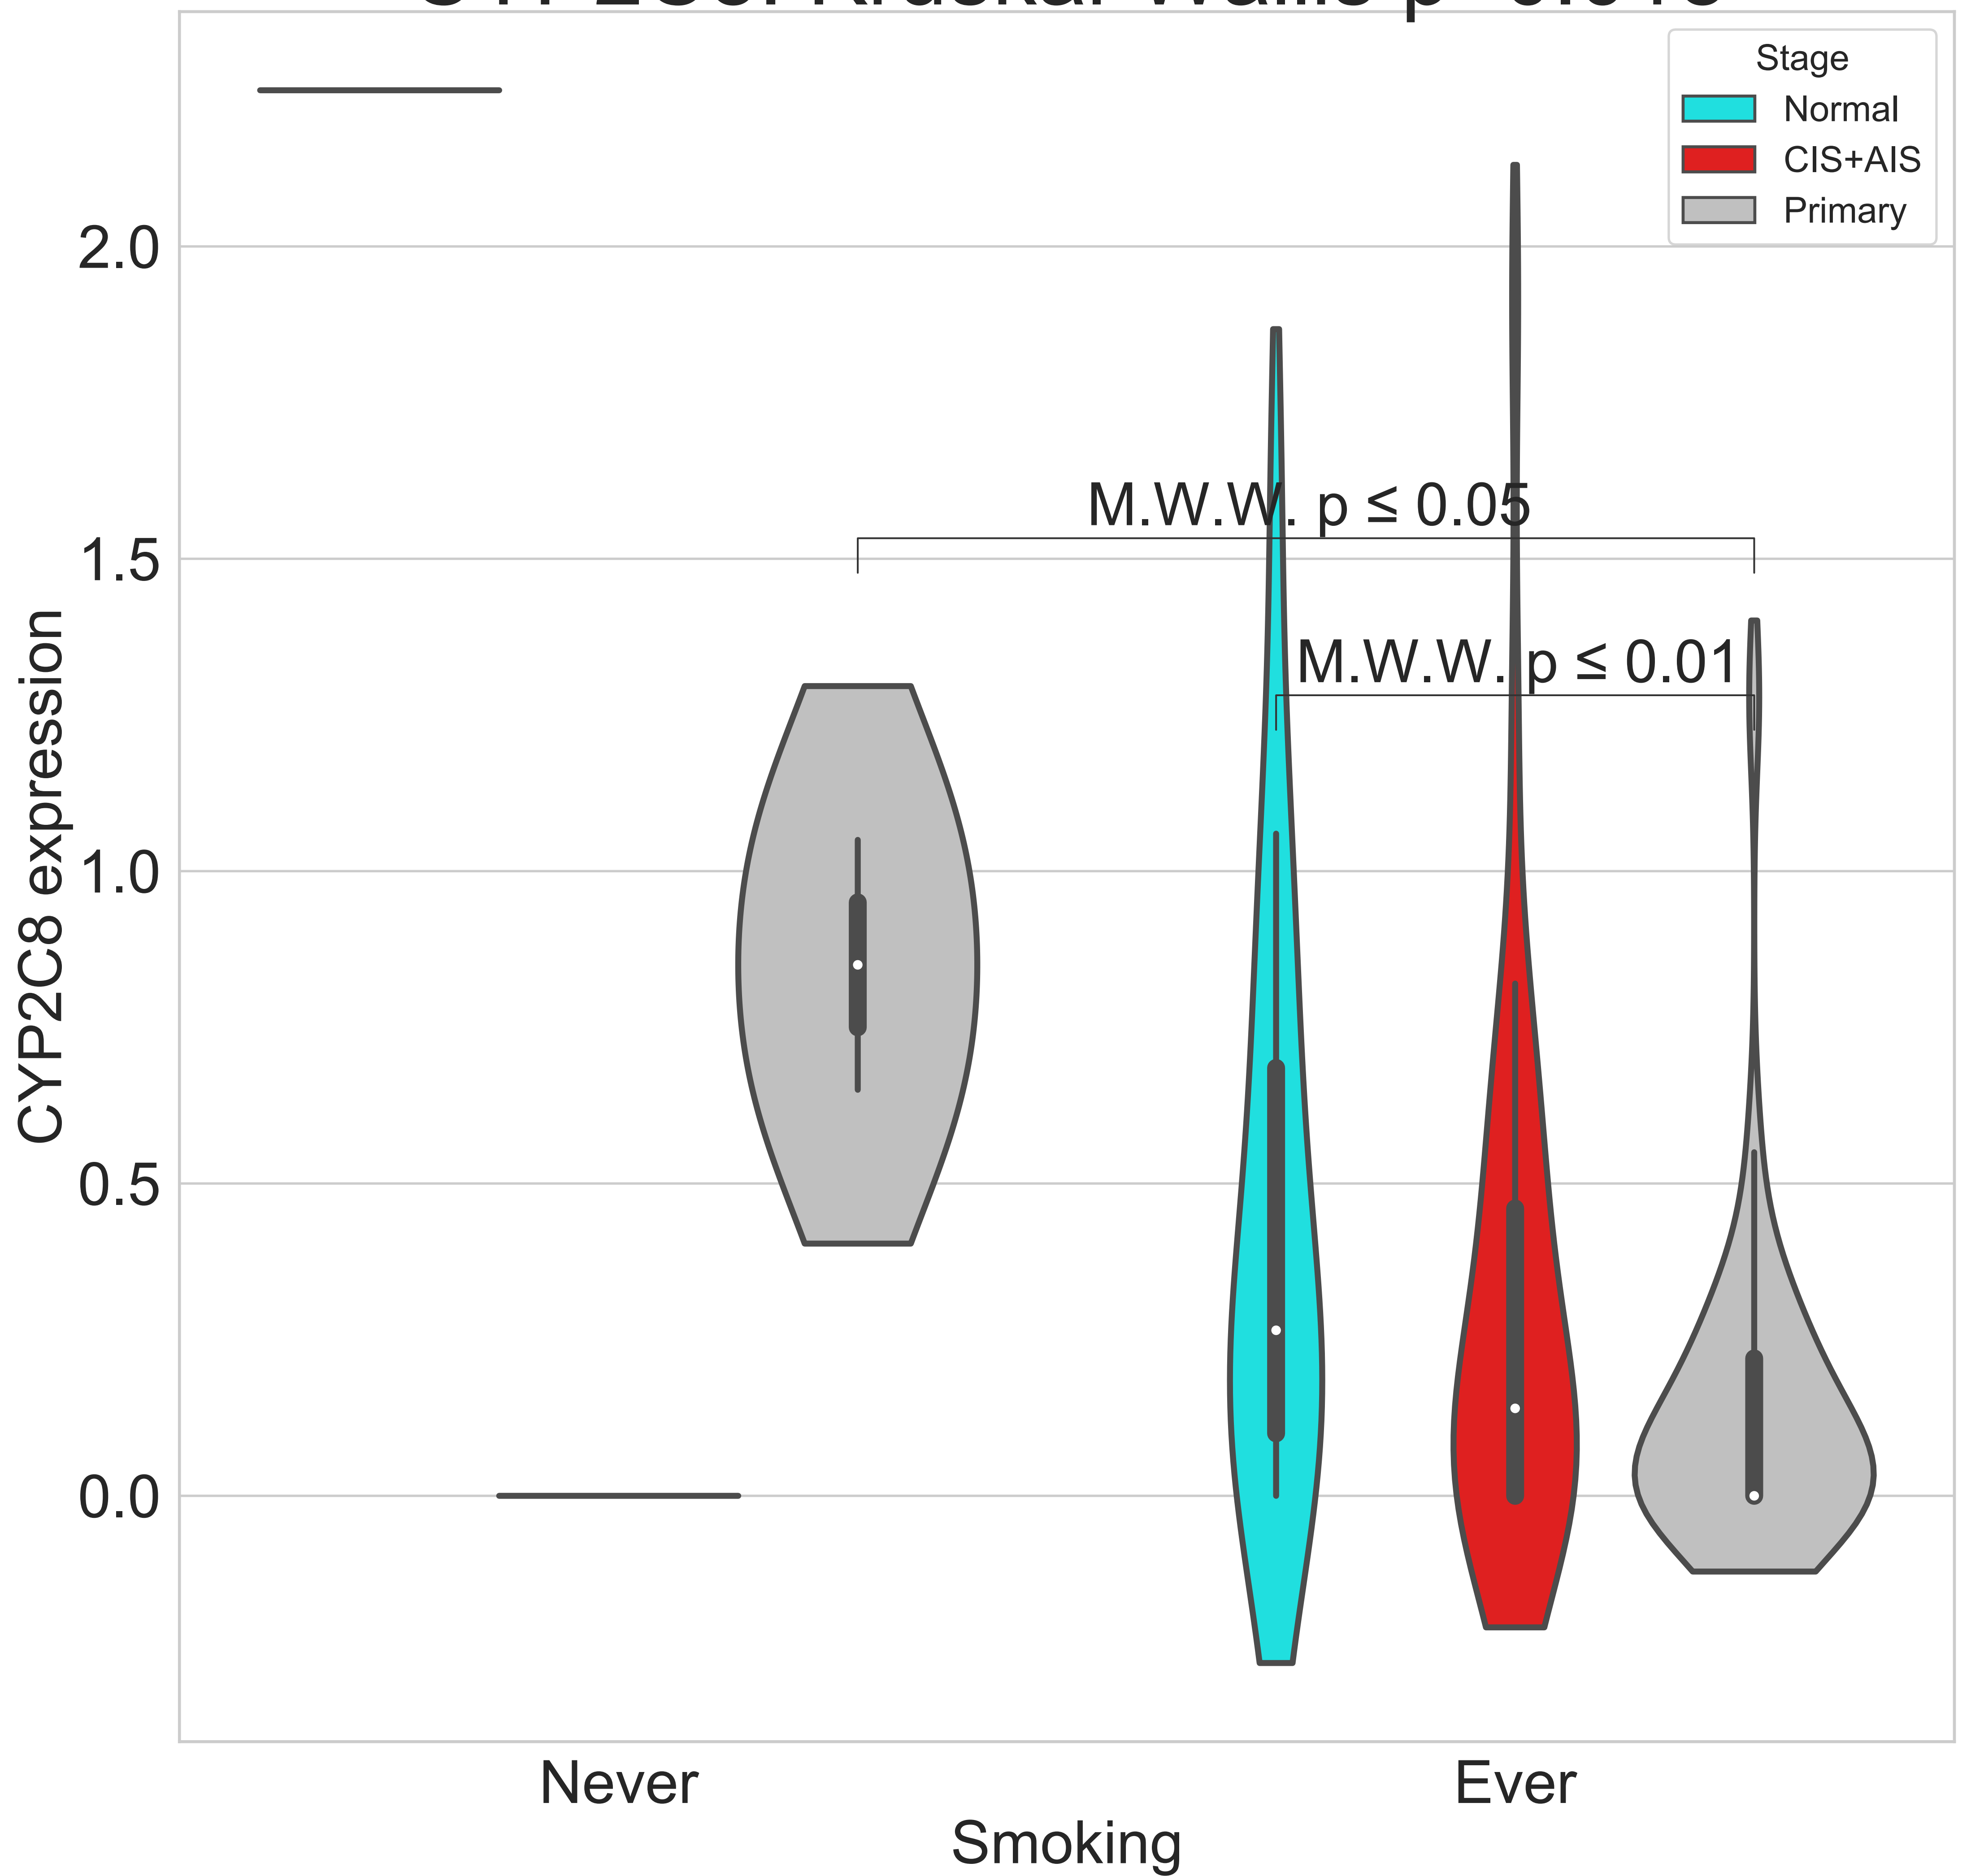 Stage
Normal
CIS+AIS
Primary
2.0
1.5
1.0
0.5
0.0
M.W.W. p ≤ 0.05
M.W.W. p ≤ 0.01
CYP2C8 expression
Never
Ever
Smoking